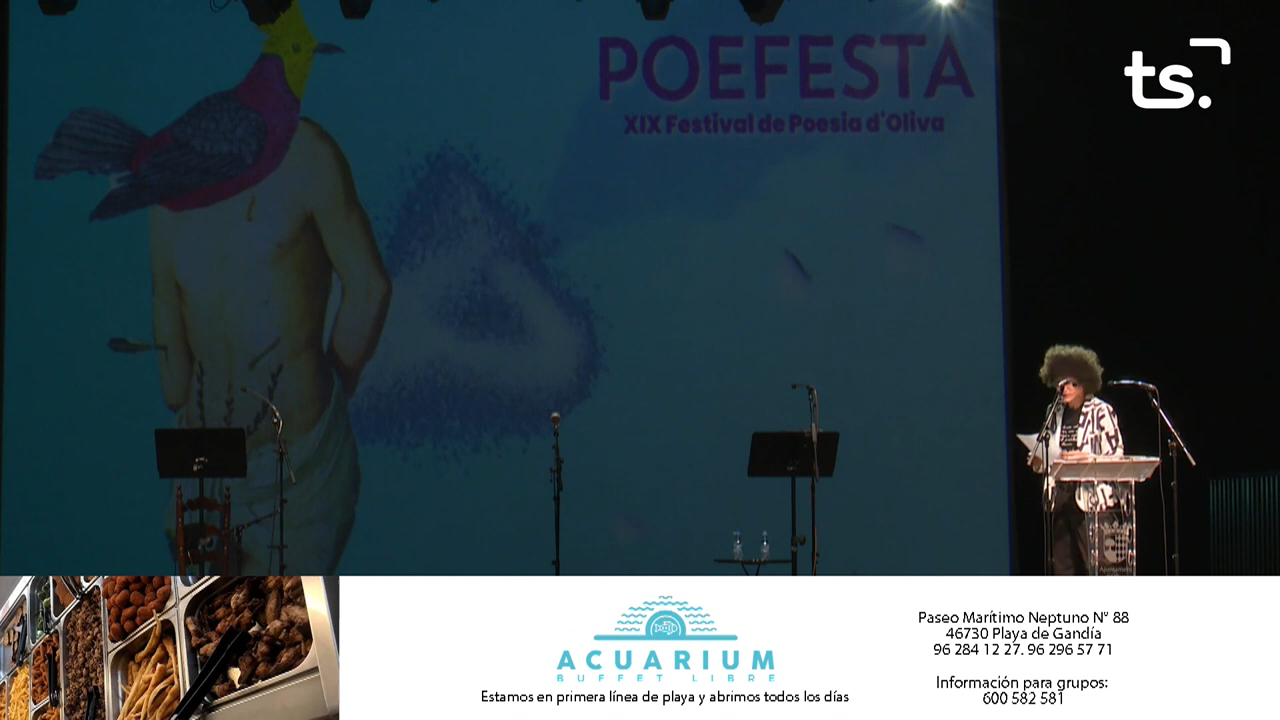 POEFESTA
XIX Festival de Poesia d'Oliva
ts.
ACUARIUM
BUFFET LIBRE
Estamos en primera línea de playa y abrimos todos los días
Paseo Marítimo Neptuno Nº 88
46730 Playa de Gandía
96 284 12 27. 96 296 57 71
Información para grupos:
600 582 581